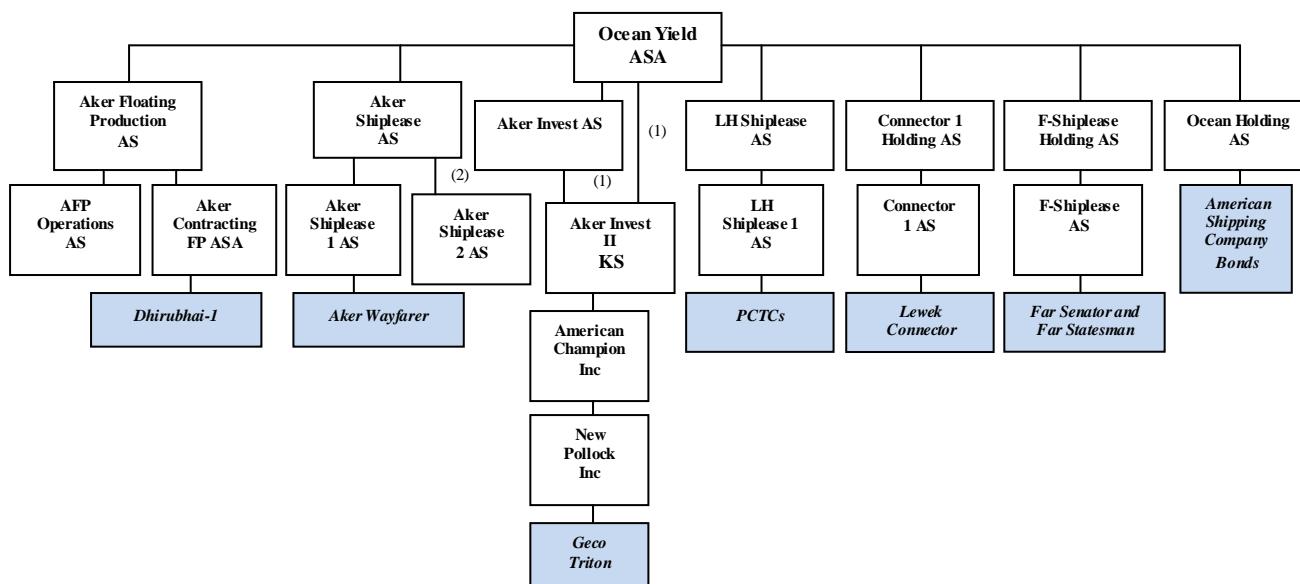 Ocean Yield
ASA
Aker Floating
Production
AS
Aker
Shiplease
AS
Aker Invest AS
(1)
LH Shiplease
AS
Connector 1
Holding AS
F-Shiplease
Holding AS
Ocean Holding
AS
(2)
(1)
AFP
Operations
AS
Aker
Contracting
FP ASA
Aker
Shiplease
1 AS
Aker
Shiplease
2 AS
Aker Invest
II
KS
LH
Shiplease 1
AS
Connector
1 AS
F-Shiplease
AS
American
Shipping
Company
Bonds
Dhirubhai-1
Aker Wayfarer
PCTCs
Lewek
Connector
Far Senator and
Far Statesman
American
Champion
Inc
New
Pollock
Inc
Geco
Triton